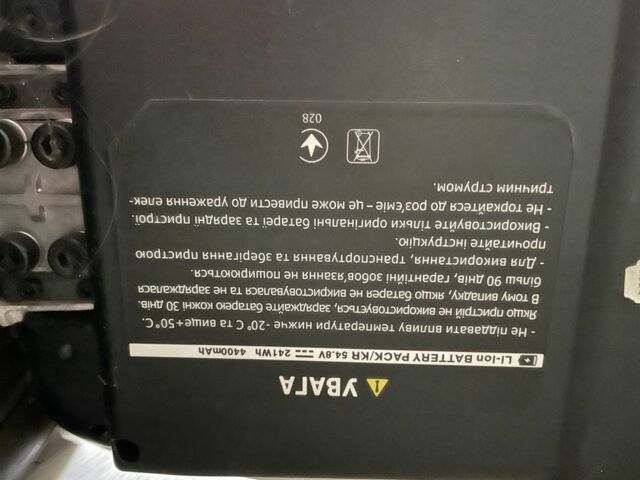 УВАГА
LI-Ion BATTERY PACK/KR 54.8V 241Wh 4400mAh
- Не піддавати впливу температури нижче -20° С та вище+50° С.
Якщо пристрій не використовується, заряджайте батарею кожні 30 днів.
В тому випадку, якщо батарея не використовувалася та не заряджалася
більш 90 днів, гарантійні зобов'язання не поширюються.
- Для використання, транспортування та зберігання пристрою
прочитайте інструкцію.
- Використовуйте тільки оригінальні батареї та зарядні пристрої.
- Не торкайтеся до роз'ємів – це може привести до ураження елек-
тричним струмом.
028